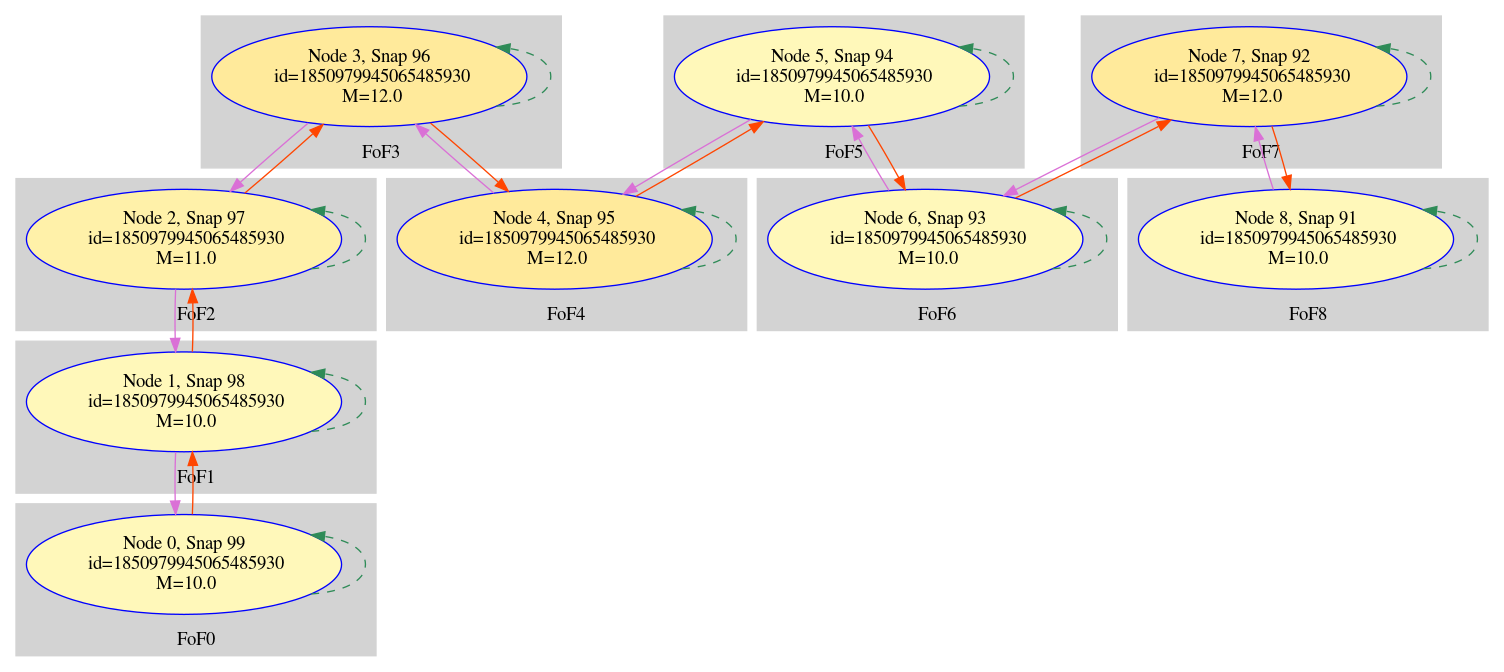 Node 3, Snap 96
id=1850979945065485930
M=12.0
FoF3
Node 5, Snap 94
id=1850979945065485930
M=10.0
FoF5
Node 7, Snap 92
id=1850979945065485930
M=12.0
FoF7
Node 2, Snap 97
id=1850979945065485930
M=11.0
FoF2
Node 4, Snap 95
id=1850979945065485930
M=12.0
FoF4
Node 6, Snap 93
id=1850979945065485930
M=10.0
FoF6
Node 8, Snap 91
id=1850979945065485930
M=10.0
FoF8
Node 1, Snap 98
id=1850979945065485930
M=10.0
FoF1
Node 0, Snap 99
id=1850979945065485930
M=10.0
FoF0